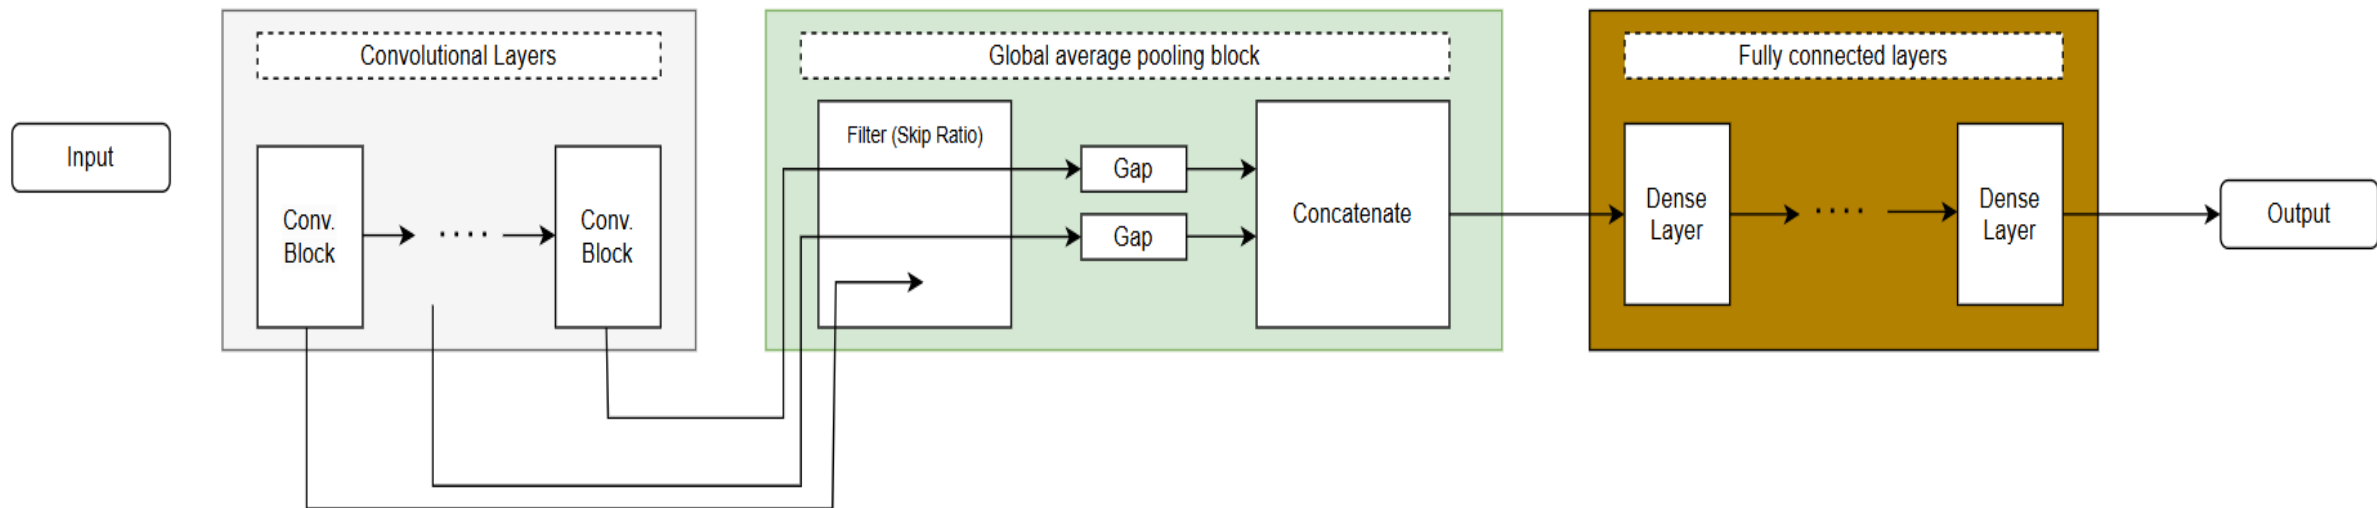 Input
Convolutional Layers
Conv.
Block
....
Conv.
Block
Global average pooling block
Filter (Skip Ratio)
Gap
Gap
Concatenate
Fully connected layers
Dense
Layer
....
Dense
Layer
Output